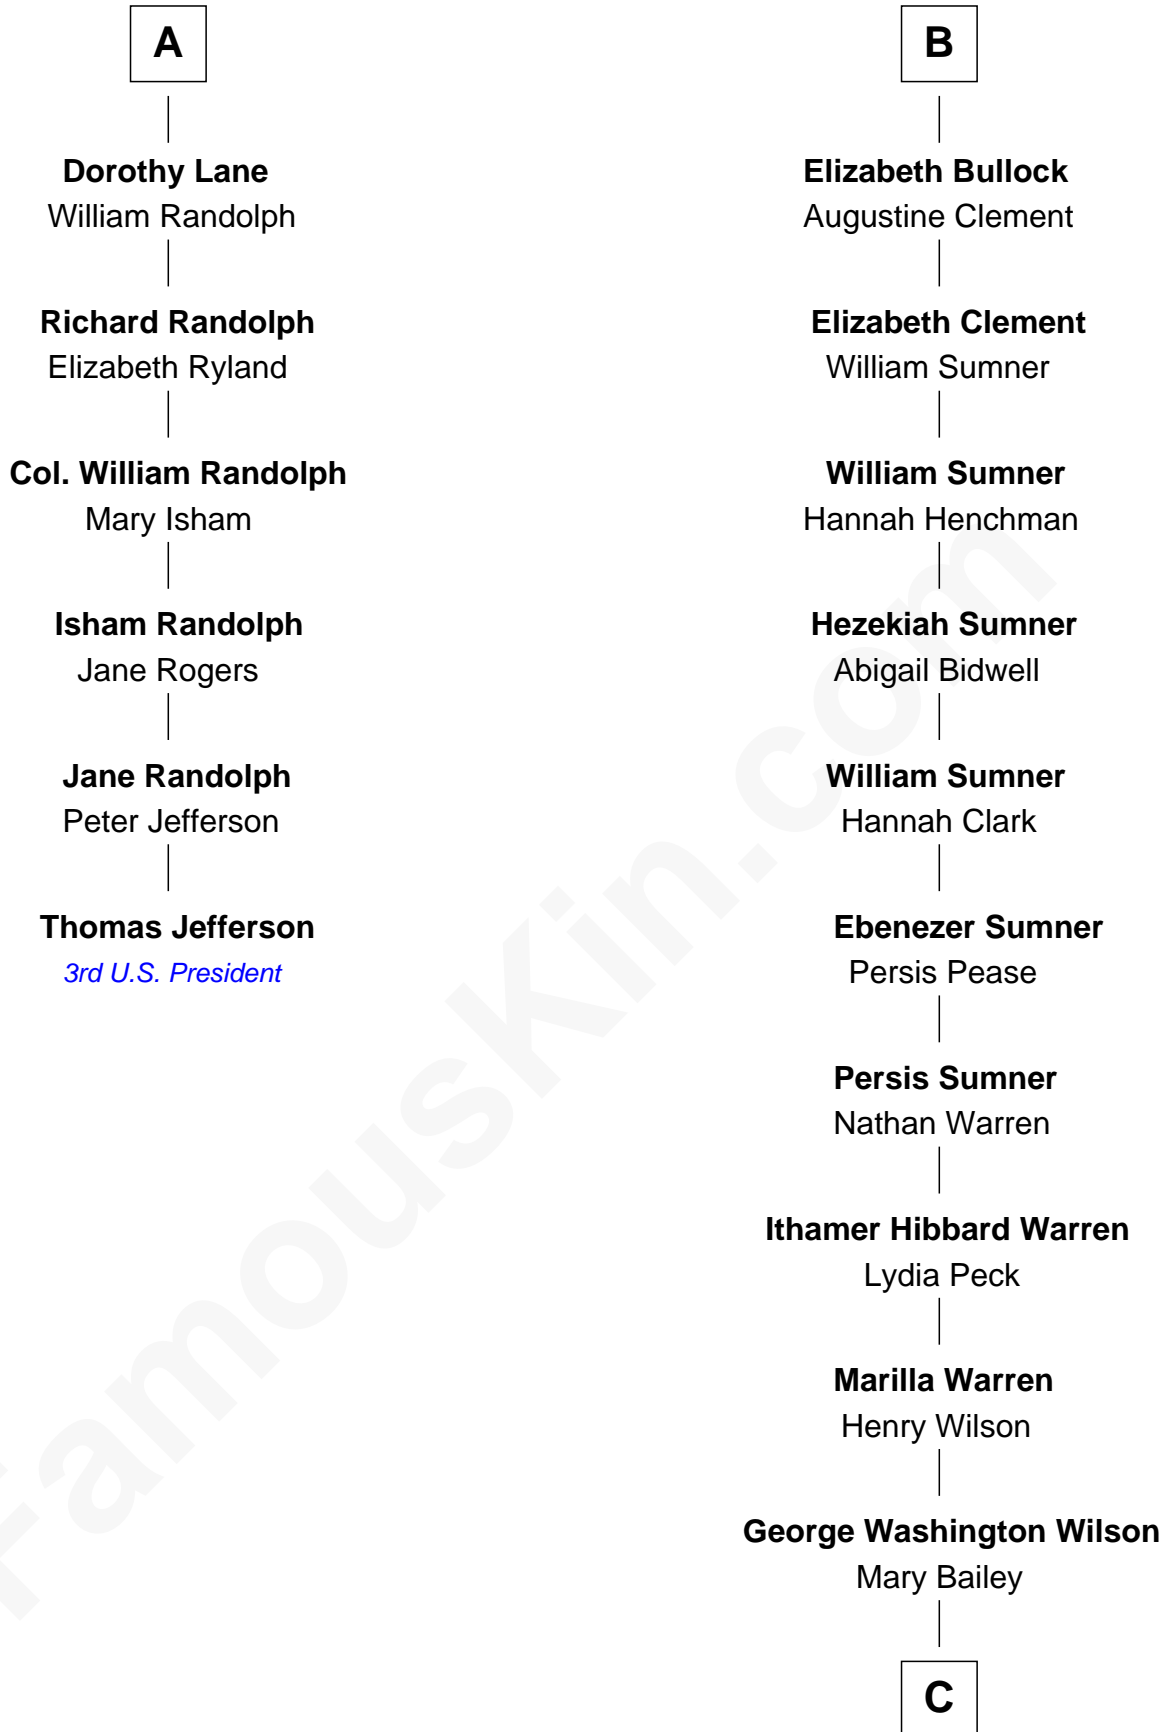 A
Dorothy Lane
William Randolph
Richard Randolph
Elizabeth Ryland
Col. William Randolph
Mary Isham
Isham Randolph
Jane Rogers
Jane Randolph
Peter Jefferson
Thomas Jefferson
3rd U.S. President
B
Elizabeth Bullock
Augustine Clement
Elizabeth Clement
William Sumner
William Sumner
Hannah Henchman
Hezekiah Sumner
Abigail Bidwell
William Sumner
Hannah Clark
Ebenezer Sumner
Persis Pease
Persis Sumner
Nathan Warren
Ithamer Hibbard Warren
Lydia Peck
Marilla Warren
Henry Wilson
George Washington Wilson
Mary Bailey
C
FamousKin.com